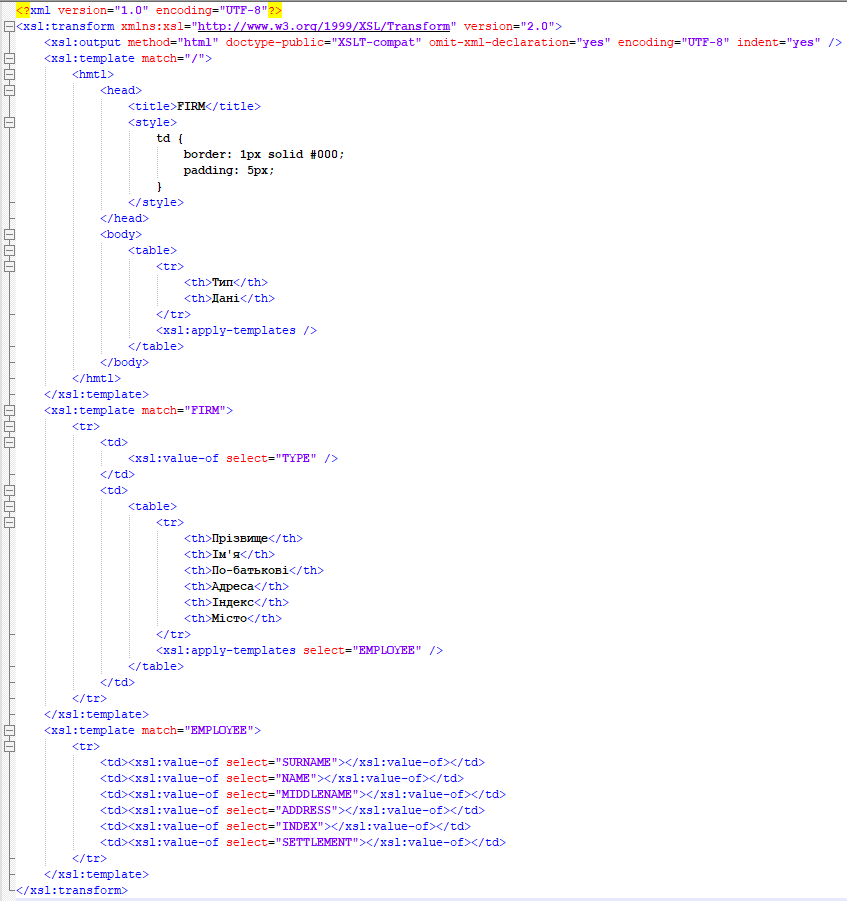 <?xml version="1.0" encoding="UTF-8"?>
<xsl:transform xmlns:xsl="http://www.w3.org/1999/XSL/Transform" version="2.0">
<xsl:output method="html" doctype-public="XSLT-compat" omit-xml-declaration="yes" encoding="UTF-8" indent="yes" />
<xsl:template match="/">
<hmtl>
<head>
<title>FIRM</title>
<style>
td {
border: 1px solid #000;
padding: 5px;
}
</style>
</head>
<body>
<table>
<tr>
<th>Тип</th>
<th>Дані</th>
</tr>
<xsl:apply-templates />
</table>
</body>
</hmtl>
</xsl:template>
<xsl:template match="FIRM">
<tr>
<td>
<xsl:value-of select="TYPE" />
</td>
<td>
<table>
<tr>
<th>Прізвище</th>
<th>Ім'я</th>
<th>По-батькові</th>
<th>Адреса</th>
<th>Індекс</th>
<th>Місто</th>
</tr>
<xsl:apply-templates select="EMPLOYEE" />
</table>
</td>
</tr>
</xsl:template>
<xsl:template match="EMPLOYEE">
<tr>
<td><xsl:value-of select="SURNAME"></xsl:value-of></td>
<td><xsl:value-of select="NAME"></xsl:value-of></td>
<td><xsl:value-of select="MIDDLENAME"></xsl:value-of></td>
<td><xsl:value-of select="ADDRESS"></xsl:value-of></td>
<td><xsl:value-of select="INDEX"></xsl:value-of></td>
<td><xsl:value-of select="SETTLEMENT"></xsl:value-of></td>
</tr>
</xsl:template>
</xsl:transform>